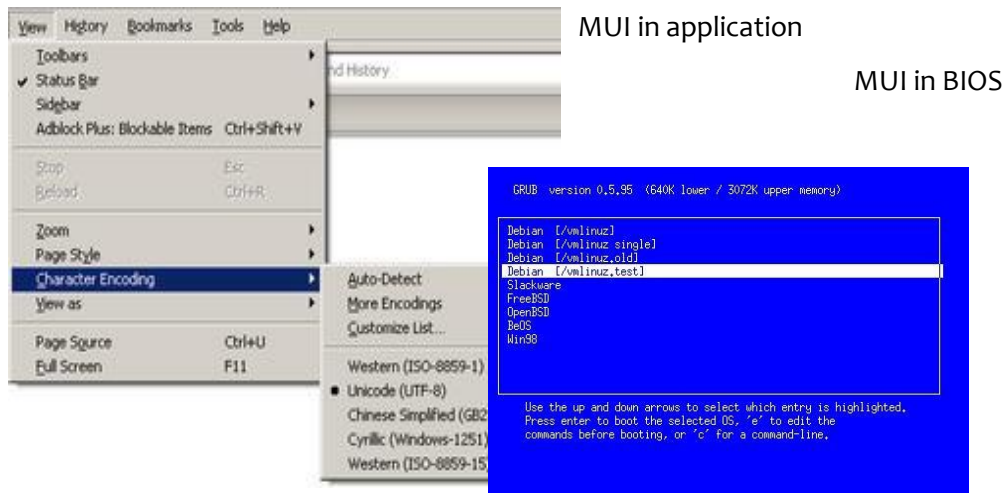 MUI in application
MUI in BIOS
View History Bookmarks Tools Help
nd History
Toolbars
Status Bar
Sidebar
Adblock Plus: Blockable Items Ctrl+Shift+V
Stop Esc
Reload Ctrl+R
Zoom
Page Style
Character Encoding
View as
Page Source Ctrl+U
Full Screen F11
Auto-Detect
More Encodings
Customize List...
Western (ISO-8859-1)
Unicode (UTF-8)
Chinese Simplified (GB2
Cyrillic (Windows-1251)
Western (ISO-8859-15
GRUB version 0.5.95 (640K lower / 3072K upper memory)
Debian [/vmlinuz]
Debian [/vmlinuz single]
Debian [/vmlinuz.old]
Debian [/vmlinuz.test]
Slackware
FreeBSD
OpenBSD
BeOS
Win98
Use the up and down arrows to select which entry is highlighted.
Press enter to boot the selected OS, 'e' to edit the
commands before booting, or 'c' for a command-line.